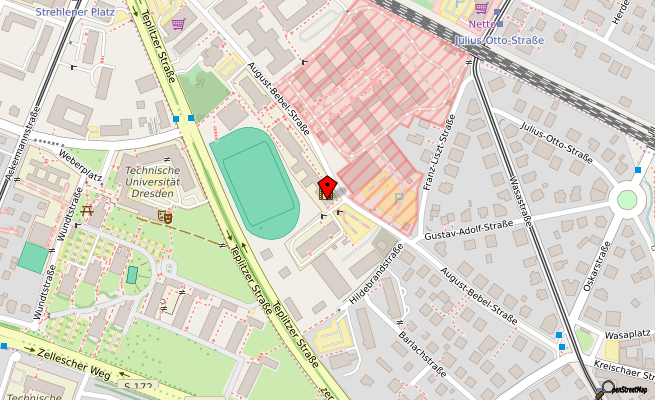 Strehlener Platz
Netto
Julius-Otto-Straße
Teplitzer Straße
August-Bebel-Straße
Ackermannstraße
Franz-Liszt-Straße
Julius-Otto-Straße
Weberplatz
Technische
Universität
Dresden
P
Wasastraße
Wundtstraße
Gustav-Adolf-Straße
Teplitzer Straße
Hildebrandstraße
August-Bebel-Straße
Oskarstraße
Wundtstraße
Teplitzer Straße
Barlachstraße
Wasaplatz
Zellescher Weg
S 172
Kreischaer Stra
Technische
OpenStreetMap